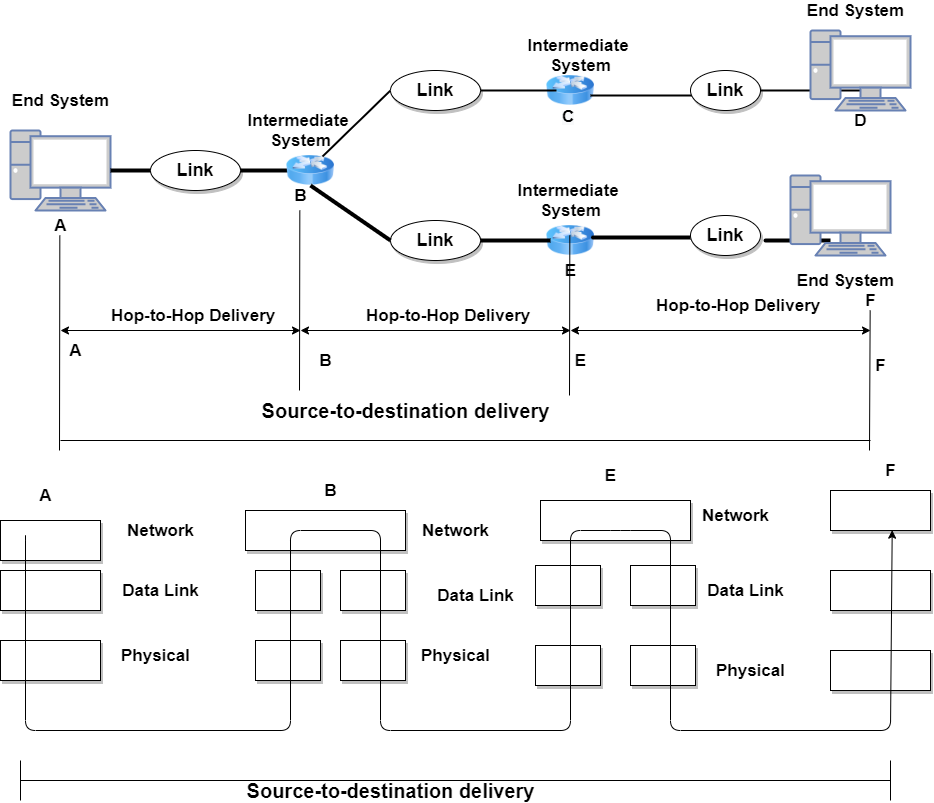 End System
Intermediate
System
Link
Link
C
D
End System
Intermediate
System
Link
A
B
Intermediate
System
Link
Link
E
End System
F
Hop-to-Hop Delivery
Hop-to-Hop Delivery
Hop-to-Hop Delivery
A
B
E
F
Source-to-destination delivery
A
B
E
F
Network
Network
Network
Data Link
Data Link
Data Link
Physical
Physical
Physical
Source-to-destination delivery